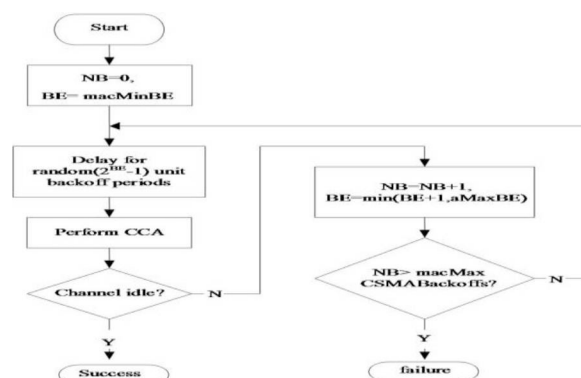 Start
NB=0,
BE= macMinBE
Delay for
random(2^BE-1) unit
backoff periods
Perform CCA
Channel idle?
N
Y
Success
NB=NB+1,
BE=min(BE+1,aMaxBE)
NB> macMax
CSMABackoffs?
N
Y
failure